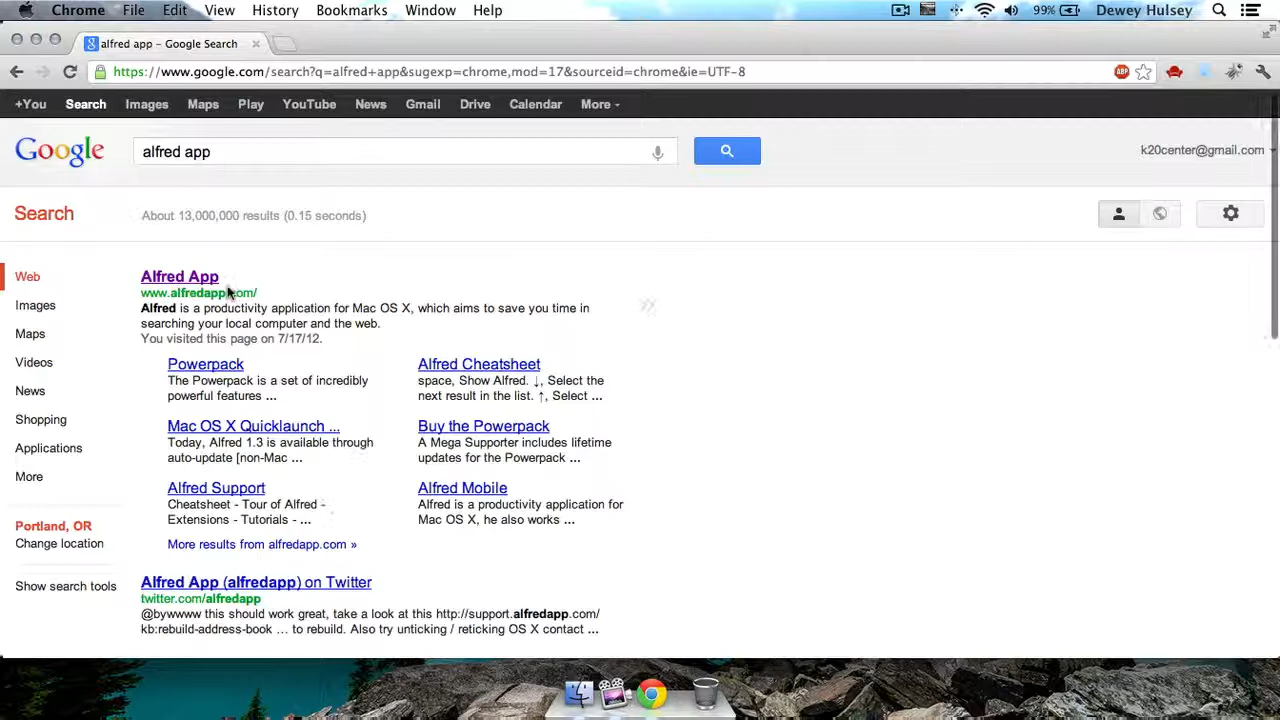 Chrome File Edit View History Bookmarks Window Help 99% Dewey Hulsey
alfred app – Google Search
https://www.google.com/search?q=alfred+app&sugexp=chrome,mod=17&sourceid=chrome&ie=UTF-8 ABP
+You Search Images Maps Play YouTube News Gmail Drive Calendar More
Google alfred app k20center@gmail.com
Search About 13,000,000 results (0.15 seconds)
Web
Images
Maps
Videos
News
Shopping
Applications
More
Portland, OR
Change location
Show search tools
Alfred App
www.alfredapp.com/
Alfred is a productivity application for Mac OS X, which aims to save you time in
searching your local computer and the web.
You visited this page on 7/17/12.
Powerpack
The Powerpack is a set of incredibly
powerful features ...
Alfred Cheatsheet
space, Show Alfred. ↓, Select the
next result in the list. ↑, Select ...
Mac OS X Quicklaunch ...
Today, Alfred 1.3 is available through
auto-update [non-Mac ...
Buy the Powerpack
A Mega Supporter includes lifetime
updates for the Powerpack ...
Alfred Support
Cheatsheet - Tour of Alfred -
Extensions - Tutorials - ...
Alfred Mobile
Alfred is a productivity application for
Mac OS X, he also works ...
More results from alfredapp.com »
Alfred App (alfredapp) on Twitter
twitter.com/alfredapp
@bywwww this should work great, take a look at this http://support.alfredapp.com/
kb:rebuild-address-book … to rebuild. Also try unticking / reticking OS X contact ...